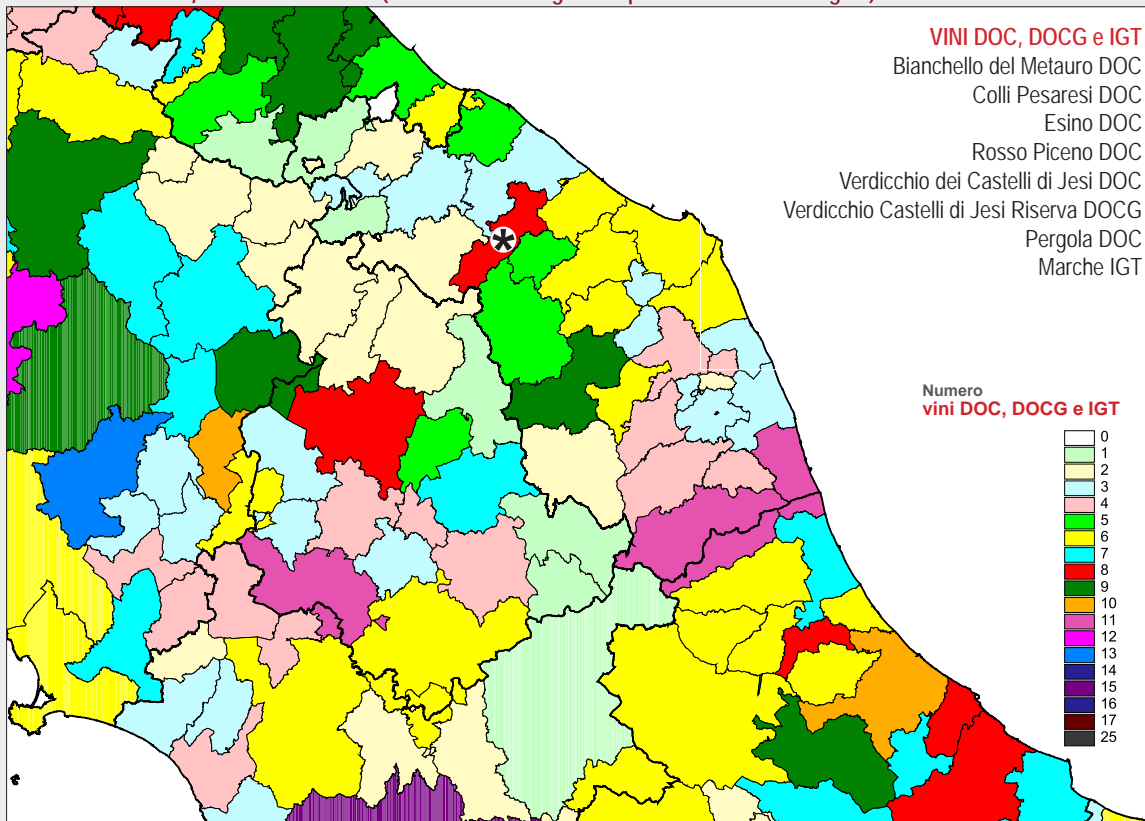 VINI DOC, DOCG e IGT
Bianchello del Metauro DOC
Colli Pesaresi DOC
Esino DOC
Rosso Piceno DOC
Verdicchio dei Castelli di Jesi DOC
Verdicchio Castelli di Jesi Riserva DOCG
Pergola DOC
Marche IGT
Numero
vini DOC, DOCG e IGT
0
1
2
3
4
5
6
7
8
9
10
11
12
13
14
15
16
17
25